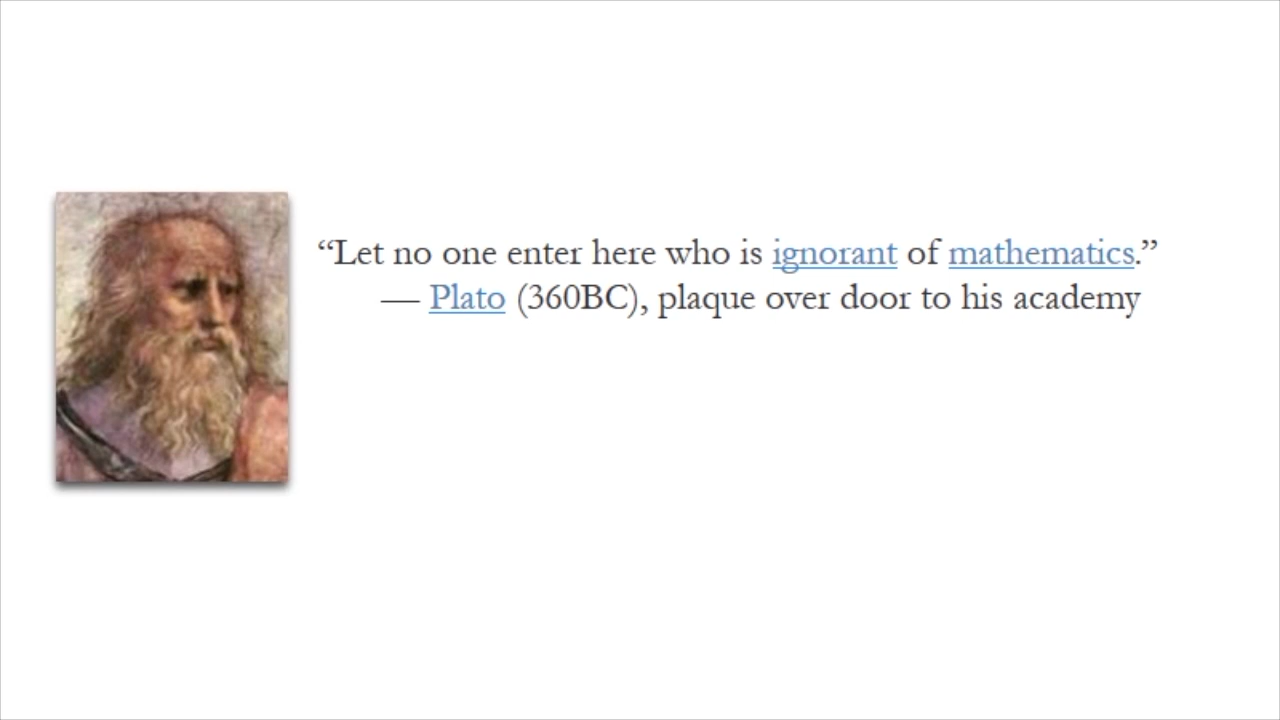 “Let no one enter here who is ignorant of mathematics.”
— Plato (360BC), plaque over door to his academy